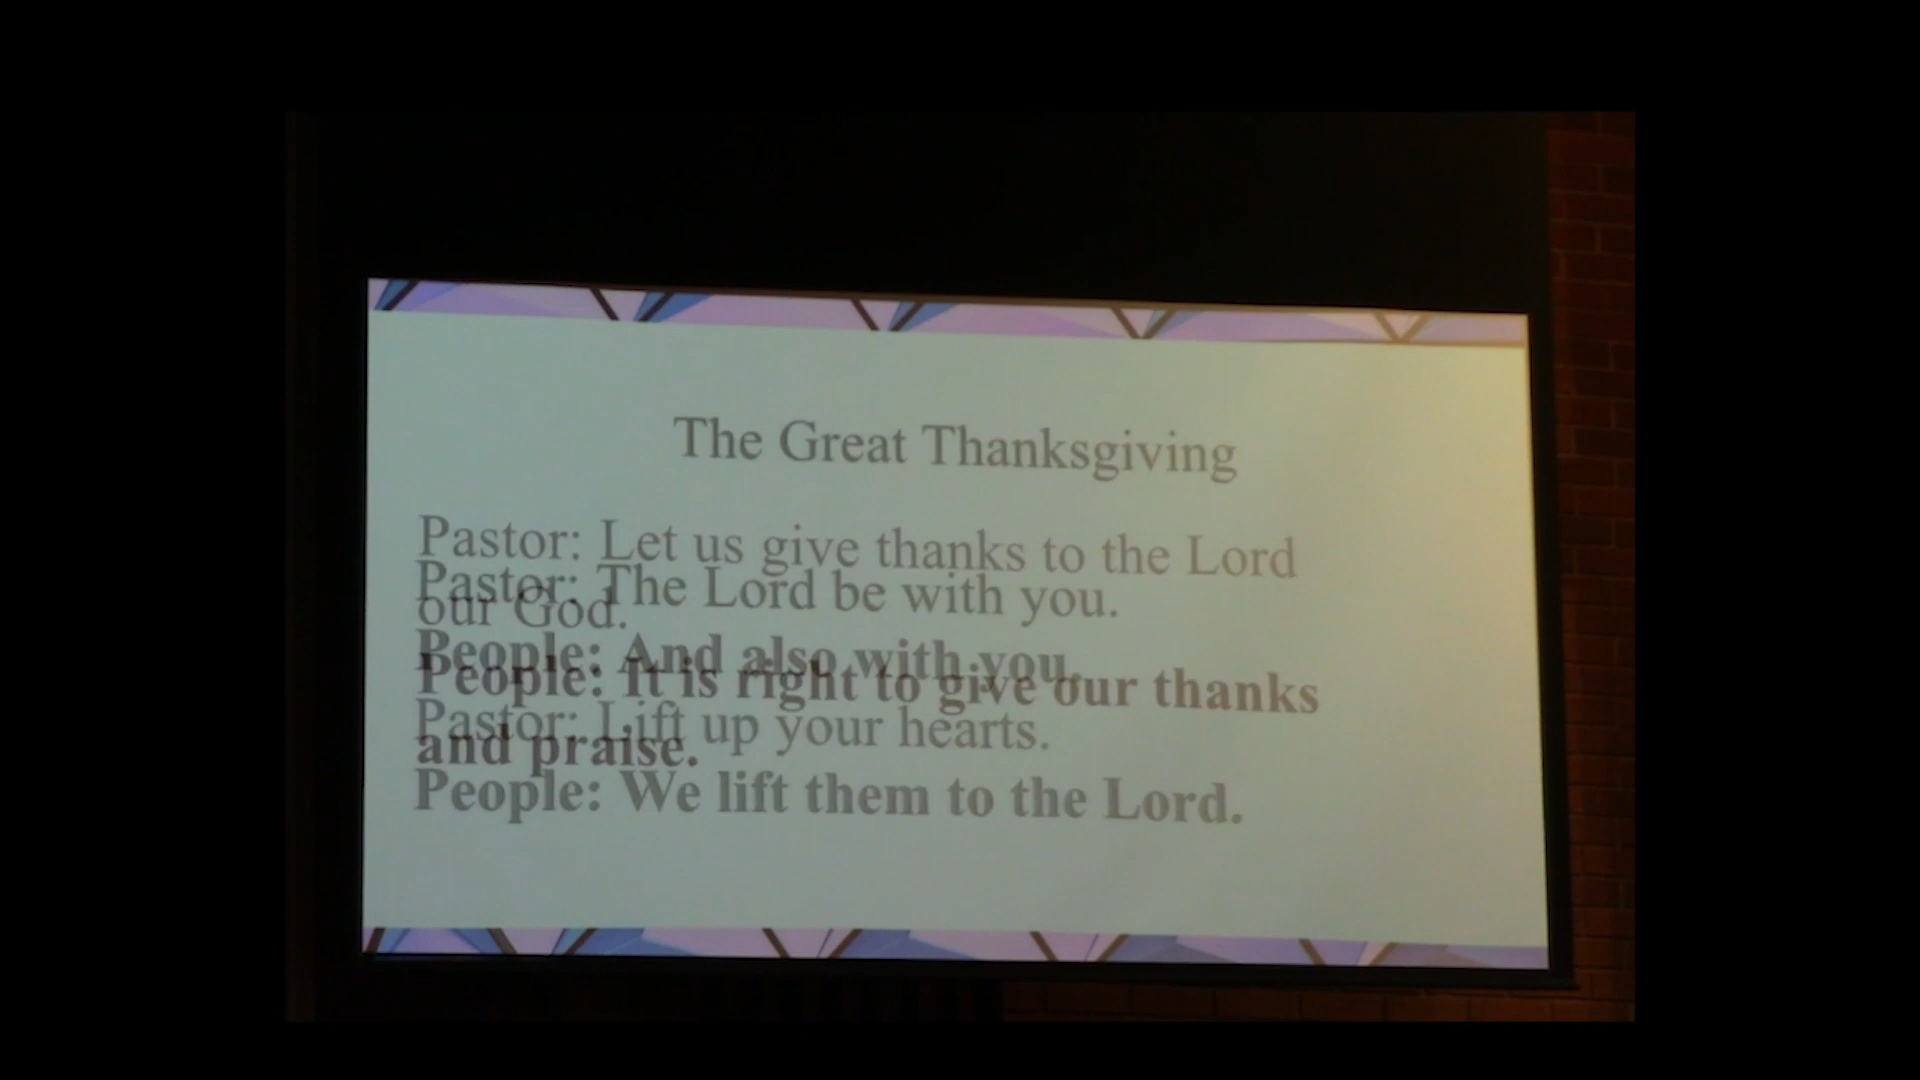 The Great Thanksgiving
Pastor: Let us give thanks to the Lord
Pastor: The Lord be with you.
our God.
People: And also with you.
People: It is right to give our thanks
Pastor: Lift up your hearts.
and praise.
People: We lift them to the Lord.